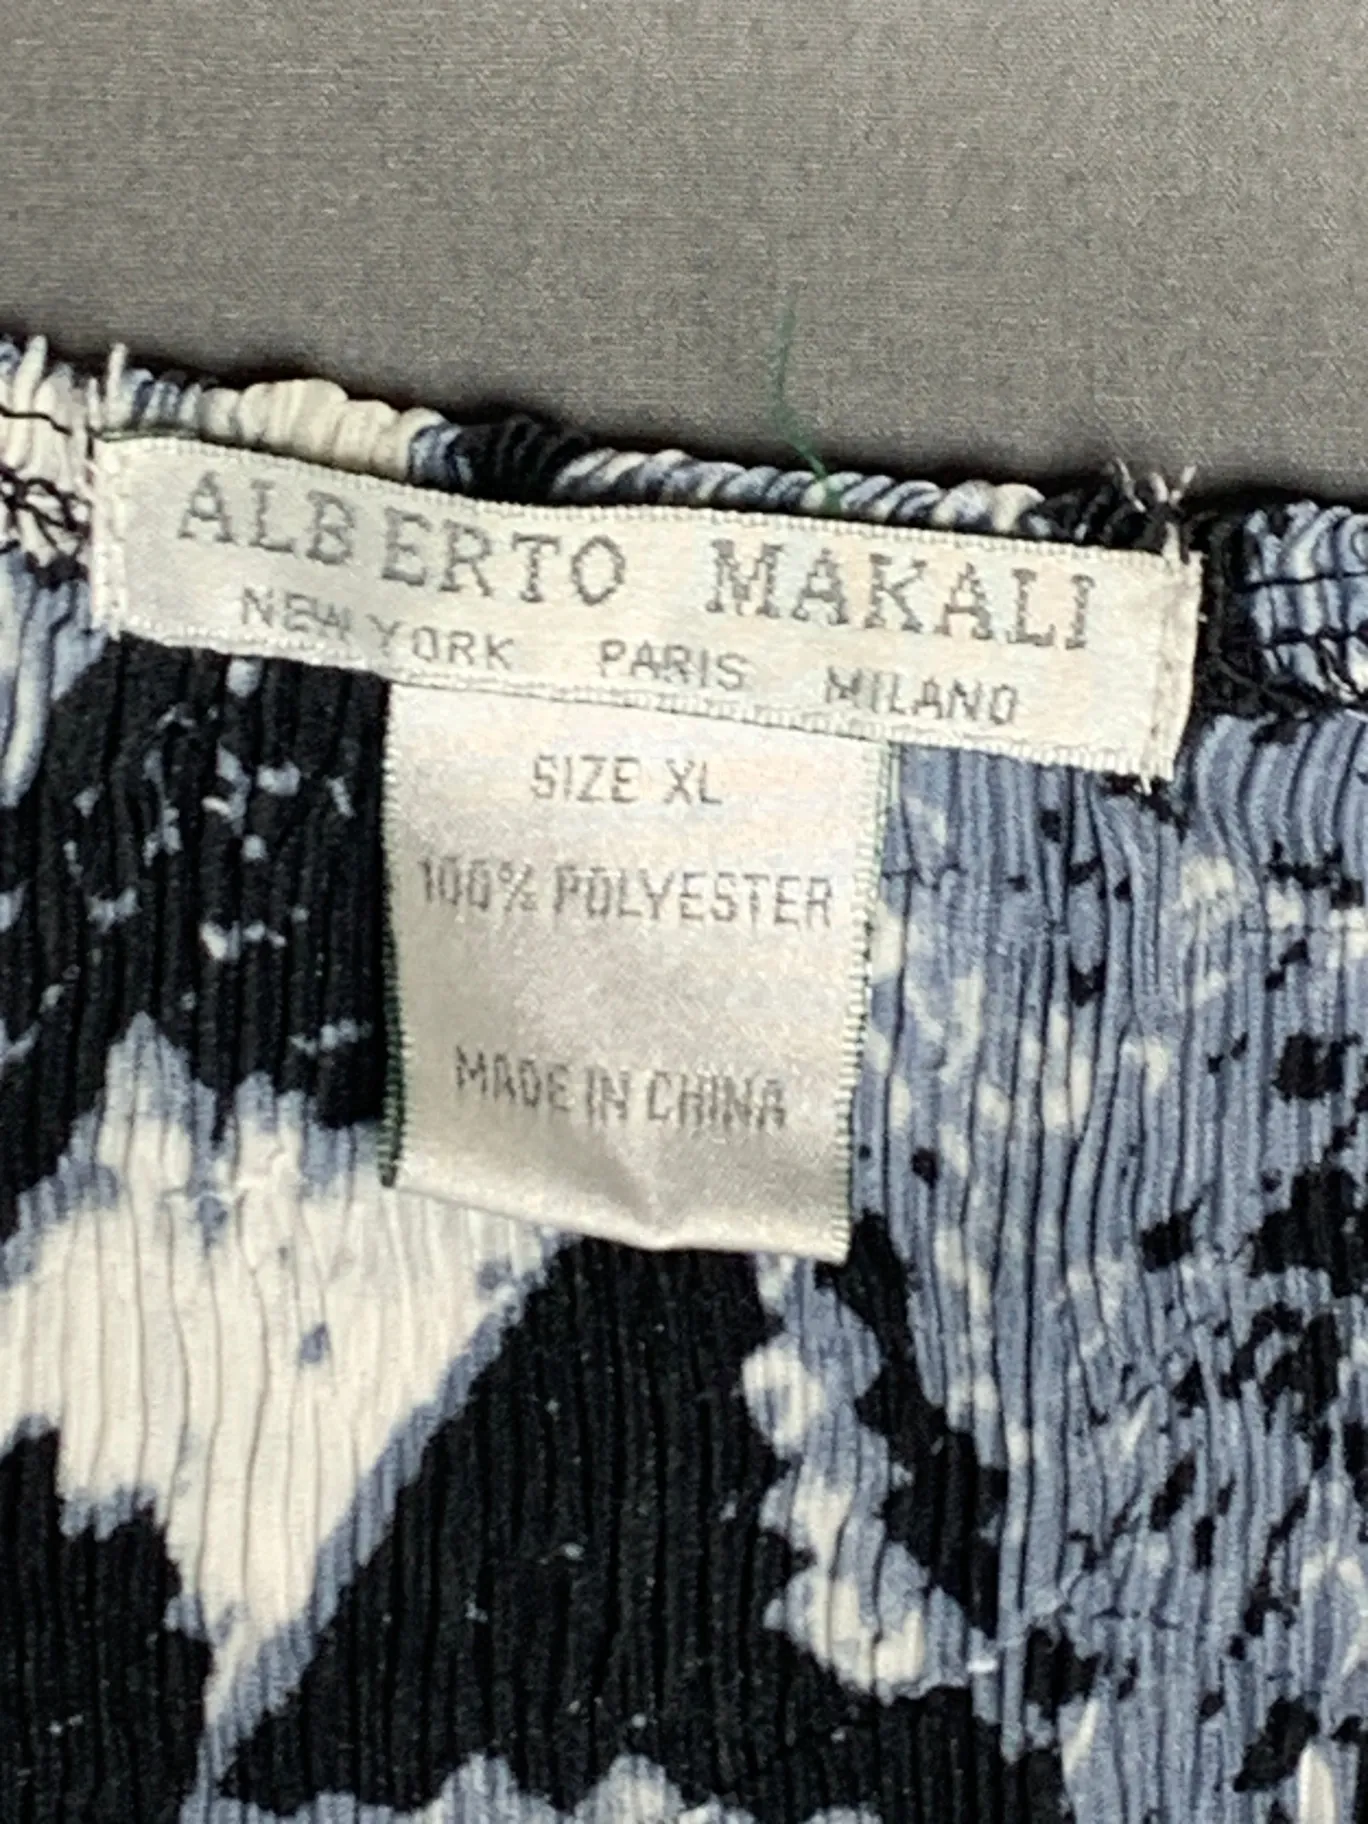 ALBERTO MAKALI
NEW YORK PARIS MILANO
SIZE XL
100% POLYESTER
MADE IN CHINA